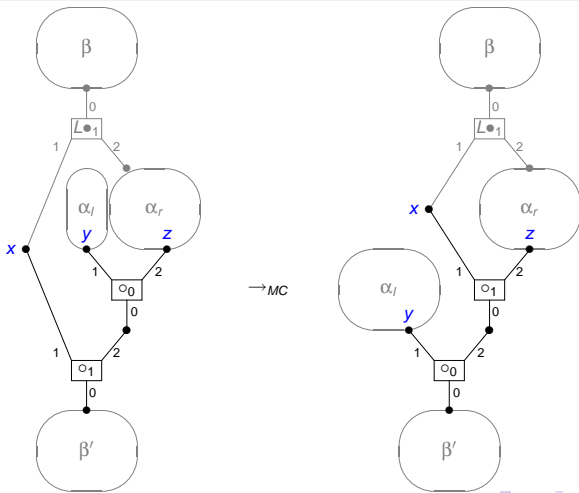 β β
0 0
L●₁ L●₁
1 2 1 2
αₗ αᵣ αᵣ
x y z x z
1 2 1 2
∘₀ →MC αₗ ∘₁
0 0
y
1 2 1 2
∘₁ ∘₀
0 0
β′ β′